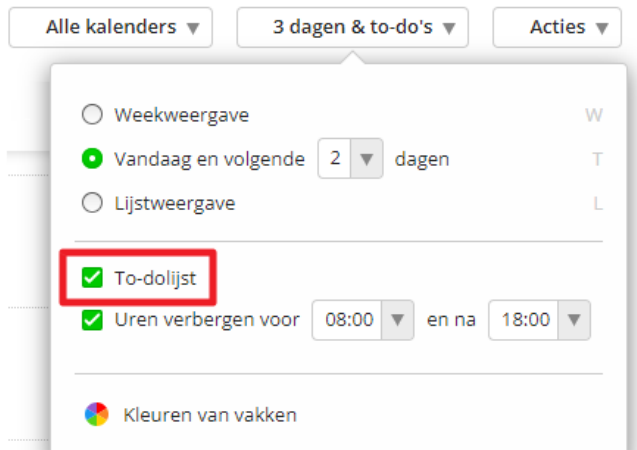 Alle kalenders 3 dagen & to-do's Acties
Weekweergave W
Vandaag en volgende 2 dagen T
Lijstweergave L
To-dolijst
Uren verbergen voor 08:00 en na 18:00
Kleuren van vakken